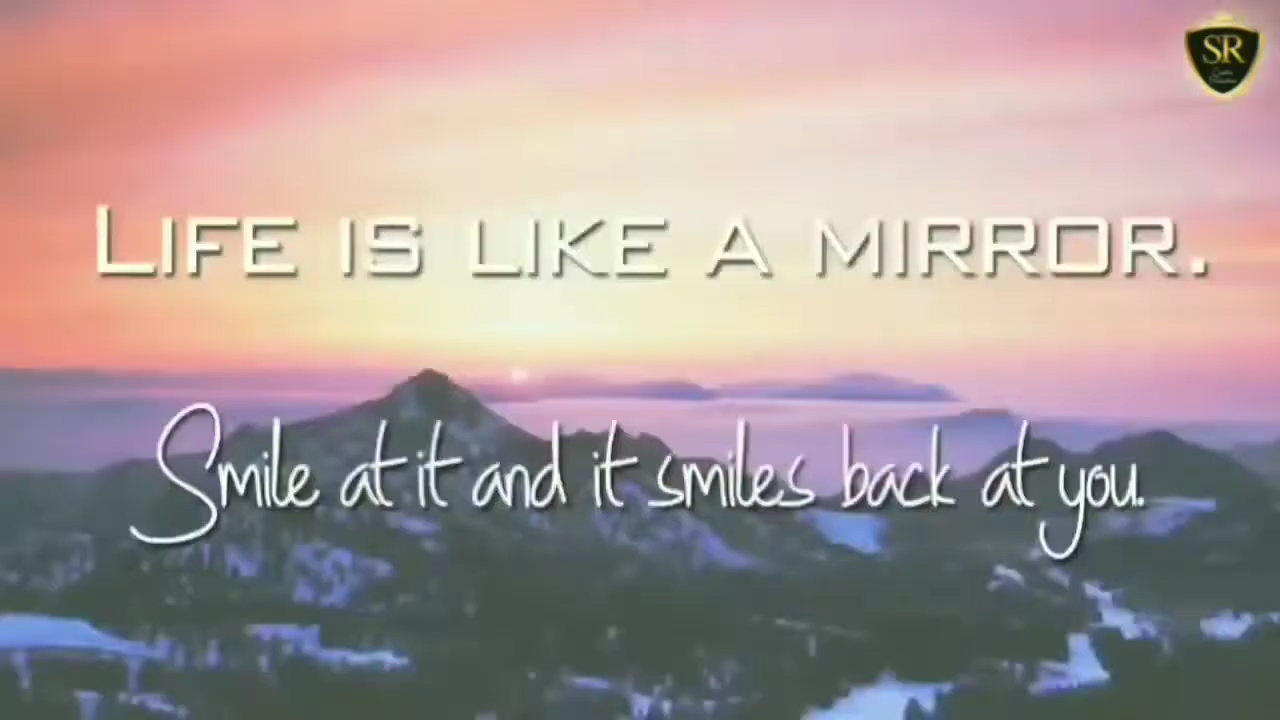 SR
LIFE IS LIKE A MIRROR.
Smile at it and it smiles back at you.